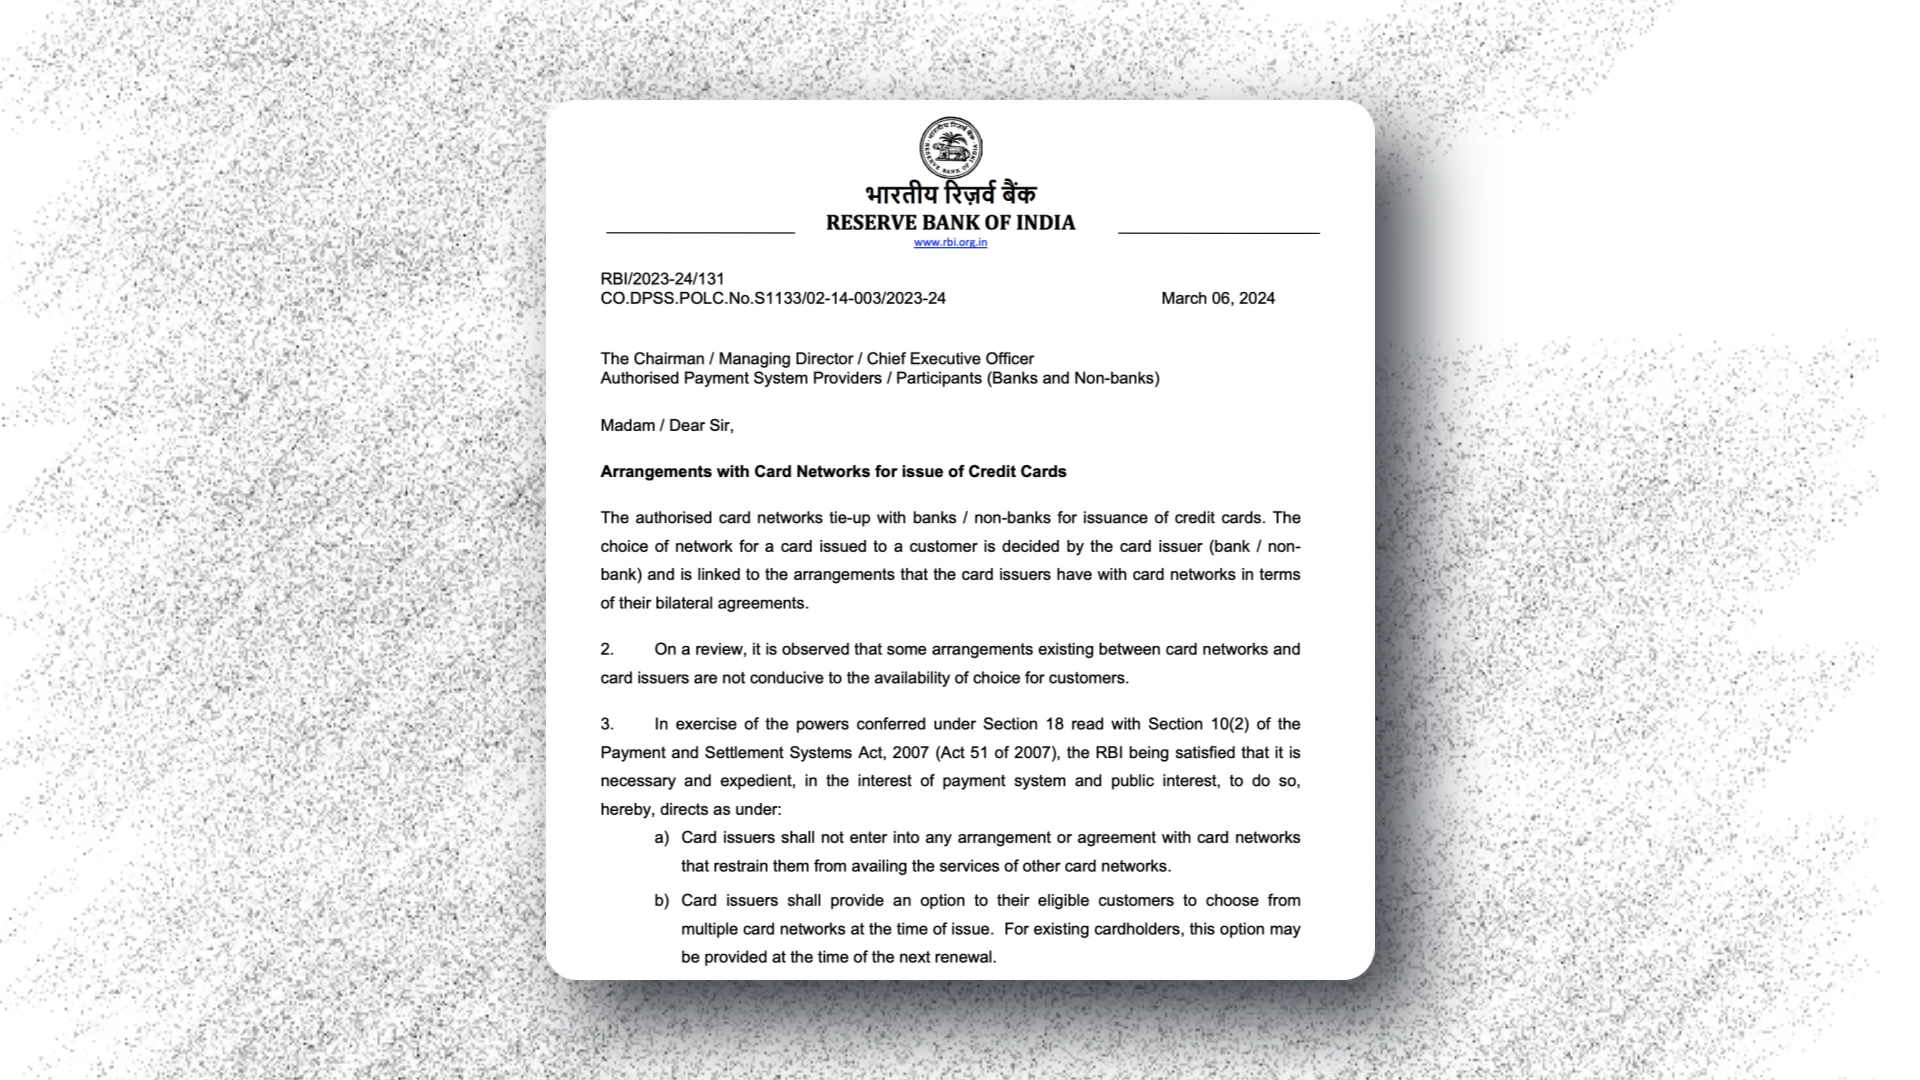 भारतीय रिज़र्व बैंक
RESERVE BANK OF INDIA
RESERVE BANK OF INDIA
www.rbi.org.in
RBI/2023-24/131
CO.DPSS.POLC.No.S1133/02-14-003/2023-24 March 06, 2024
The Chairman / Managing Director / Chief Executive Officer
Authorised Payment System Providers / Participants (Banks and Non-banks)
Madam / Dear Sir,
Arrangements with Card Networks for issue of Credit Cards
The authorised card networks tie-up with banks / non-banks for issuance of credit cards. The
choice of network for a card issued to a customer is decided by the card issuer (bank / non-
bank) and is linked to the arrangements that the card issuers have with card networks in terms
of their bilateral agreements.
2. On a review, it is observed that some arrangements existing between card networks and
card issuers are not conducive to the availability of choice for customers.
3. In exercise of the powers conferred under Section 18 read with Section 10(2) of the
Payment and Settlement Systems Act, 2007 (Act 51 of 2007), the RBI being satisfied that it is
necessary and expedient, in the interest of payment system and public interest, to do so,
hereby, directs as under:
a) Card issuers shall not enter into any arrangement or agreement with card networks
that restrain them from availing the services of other card networks.
b) Card issuers shall provide an option to their eligible customers to choose from
multiple card networks at the time of issue. For existing cardholders, this option may
be provided at the time of the next renewal.